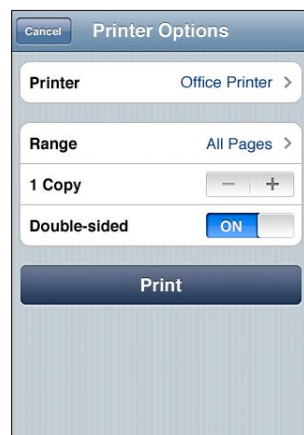 Cancel Printer Options
Printer Office Printer >
Range All Pages >
1 Copy − +
Double-sided ON
Print